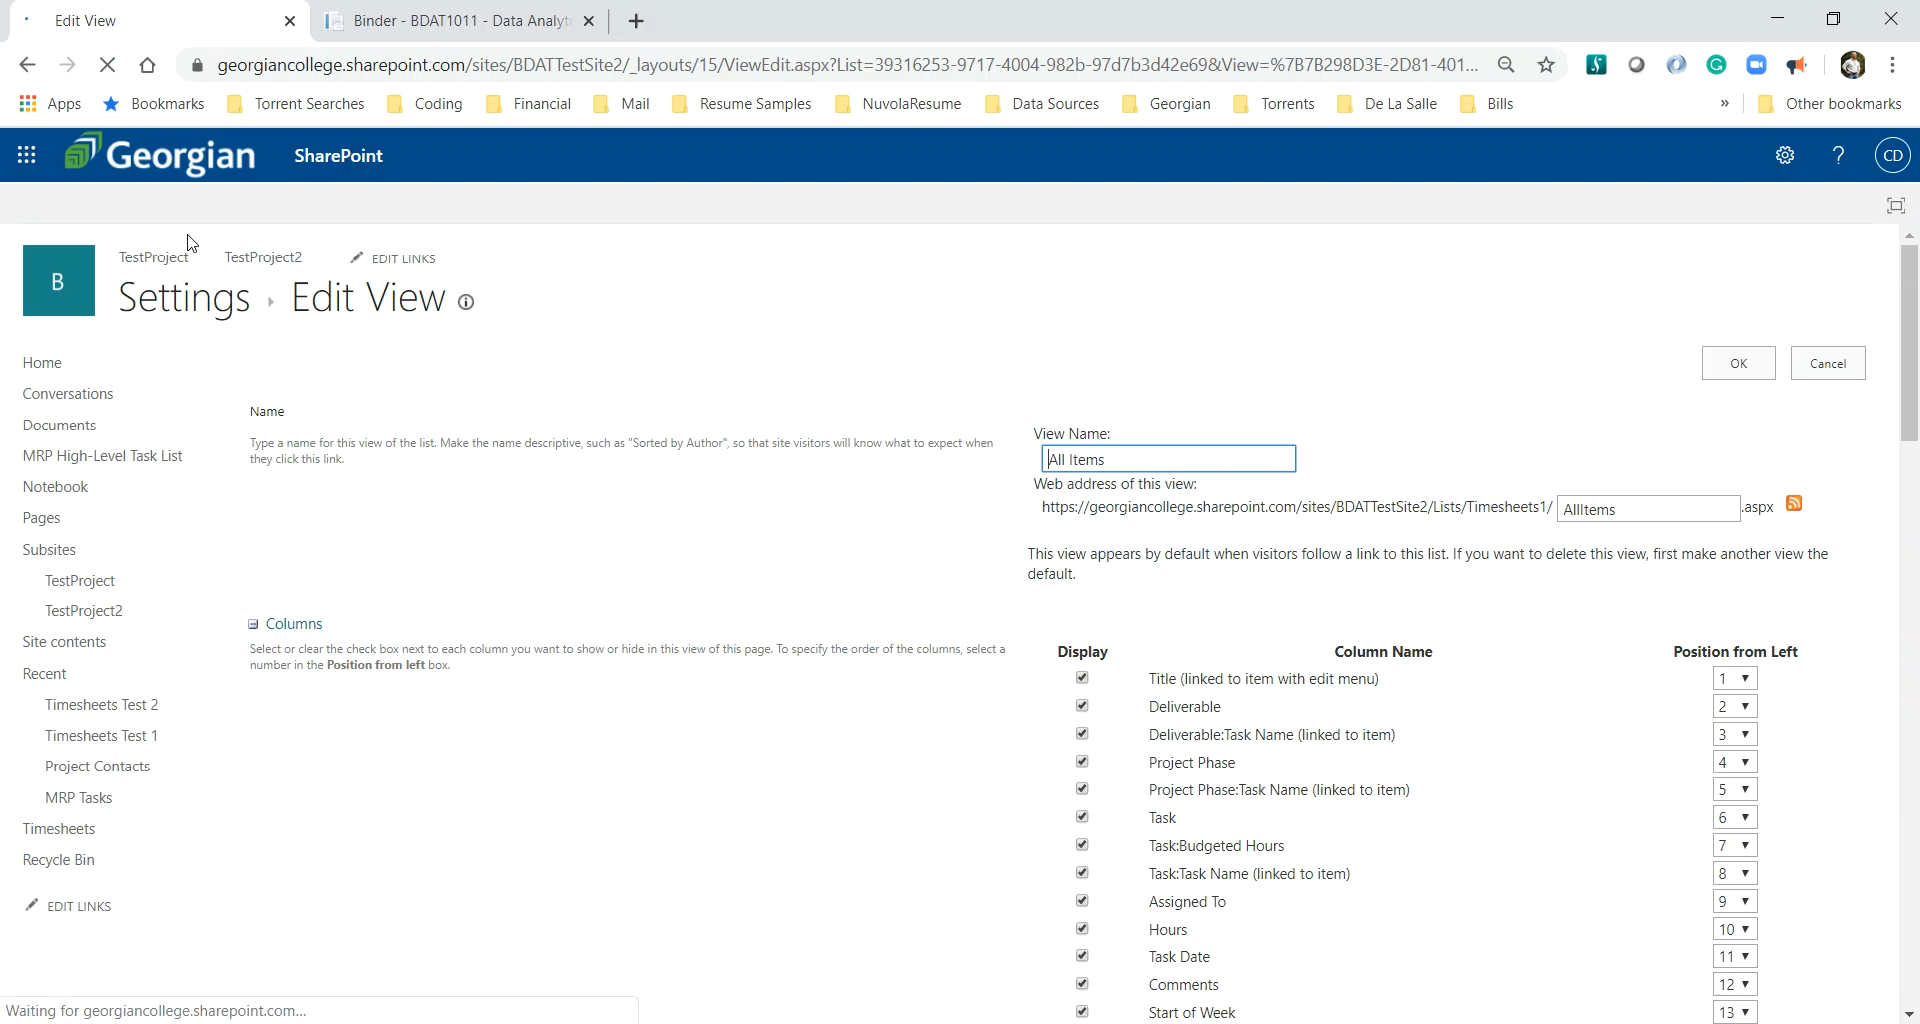 Edit View
Binder - BDAT1011 - Data Analyti
georgiancollege.sharepoint.com/sites/BDATTestSite2/_layouts/15/ViewEdit.aspx?List=39316253-9717-4004-982b-97d7b3d42e69&View=%7B7B298D3E-2D81-401...
Apps Bookmarks Torrent Searches Coding Financial Mail Resume Samples NuvolaResume Data Sources Georgian Torrents De La Salle Bills » Other bookmarks
Georgian SharePoint ? CD
B
TestProject TestProject2 EDIT LINKS
Settings › Edit View
Home
Conversations
Documents
MRP High-Level Task List
Notebook
Pages
Subsites
TestProject
TestProject2
Site contents
Recent
Timesheets Test 2
Timesheets Test 1
Project Contacts
MRP Tasks
Timesheets
Recycle Bin
EDIT LINKS
OK Cancel
Name
Type a name for this view of the list. Make the name descriptive, such as "Sorted by Author", so that site visitors will know what to expect when
they click this link.
View Name:
All Items
Web address of this view:
https://georgiancollege.sharepoint.com/sites/BDATTestSite2/Lists/Timesheets1/ AllItems .aspx
This view appears by default when visitors follow a link to this list. If you want to delete this view, first make another view the
default.
Columns
Select or clear the check box next to each column you want to show or hide in this view of this page. To specify the order of the columns, select a
number in the Position from left box.
Display Column Name Position from Left
Title (linked to item with edit menu) 1
Deliverable 2
Deliverable:Task Name (linked to item) 3
Project Phase 4
Project Phase:Task Name (linked to item) 5
Task 6
Task:Budgeted Hours 7
Task:Task Name (linked to item) 8
Assigned To 9
Hours 10
Task Date 11
Comments 12
Start of Week 13
Waiting for georgiancollege.sharepoint.com...